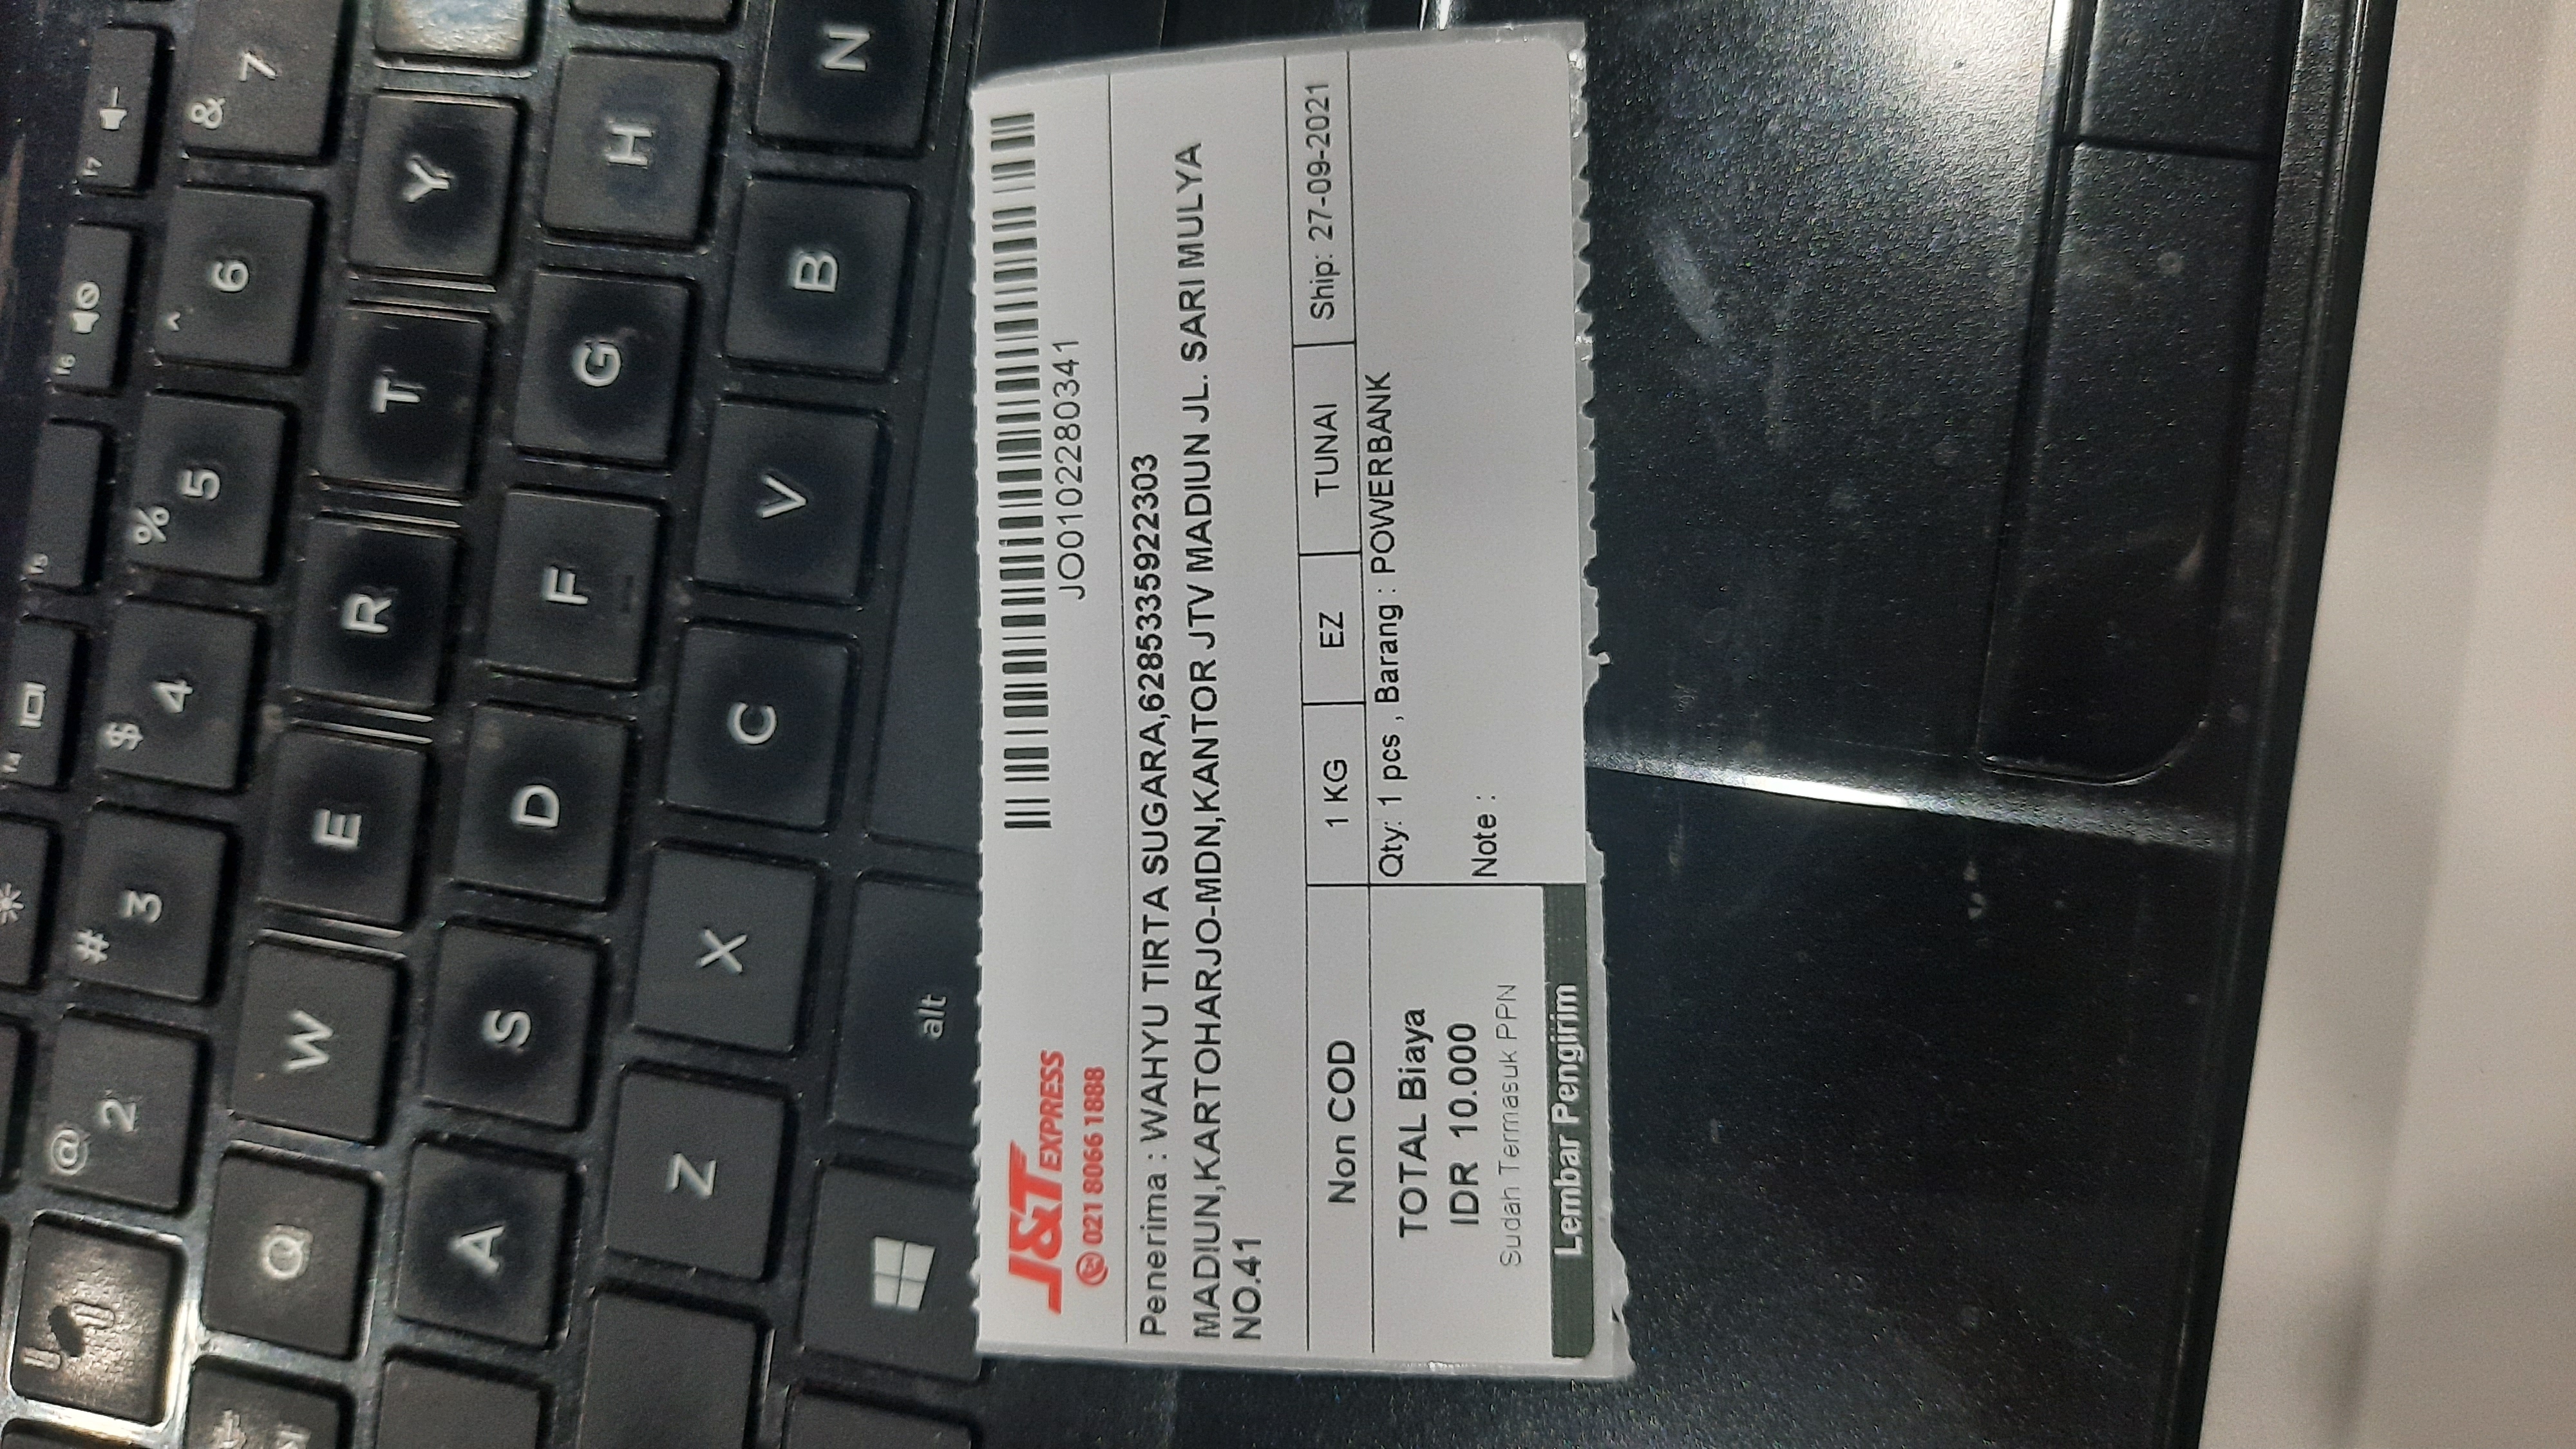 f4 f5 f6 f7
! @ 2 # 3 $ 4 % 5 ^ 6 & 7
Q W E R T Y
A S D F G H
Z X C V B N
alt
J&T EXPRESS
021 8066 1888
JO0102280341
Penerima : WAHYU TIRTA SUGARA,6285335922303
MADIUN,KARTOHARJO-MDN,KANTOR JTV MADIUN JL. SARI MULYA
NO.41
Non COD 1 KG EZ TUNAI Ship: 27-09-2021
TOTAL Biaya
IDR 10.000
Sudah Termasuk PPN
Lembar Pengirim
Qty: 1 pcs , Barang : POWERBANK
Note :